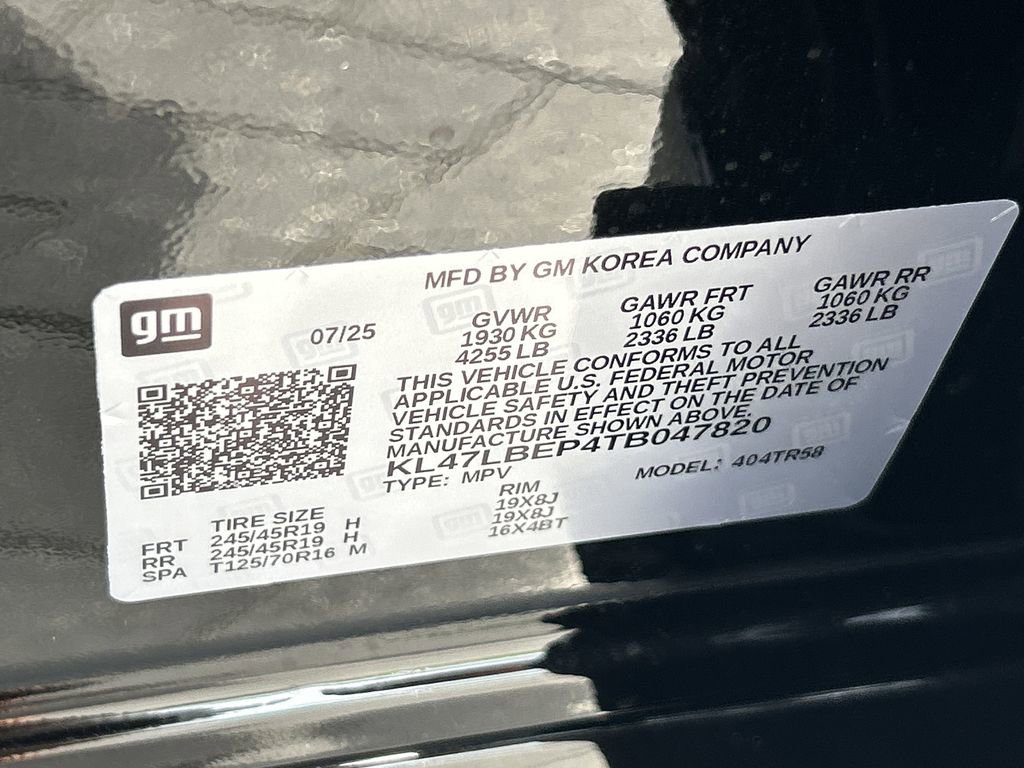 MFD BY GM KOREA COMPANY
gm
07/25
GVWR GAWR FRT GAWR RR
1930 KG 1060 KG 1060 KG
4255 LB 2336 LB 2336 LB
THIS VEHICLE CONFORMS TO ALL
APPLICABLE U.S. FEDERAL MOTOR
VEHICLE SAFETY AND THEFT PREVENTION
STANDARDS IN EFFECT ON THE DATE OF
MANUFACTURE SHOWN ABOVE.
KL47LBEP4TB047820
TYPE: MPV MODEL: 404TR58
TIRE SIZE RIM
FRT 245/45R19 H 19X8J
RR 245/45R19 H 19X8J
SPA T125/70R16 M 16X4BT